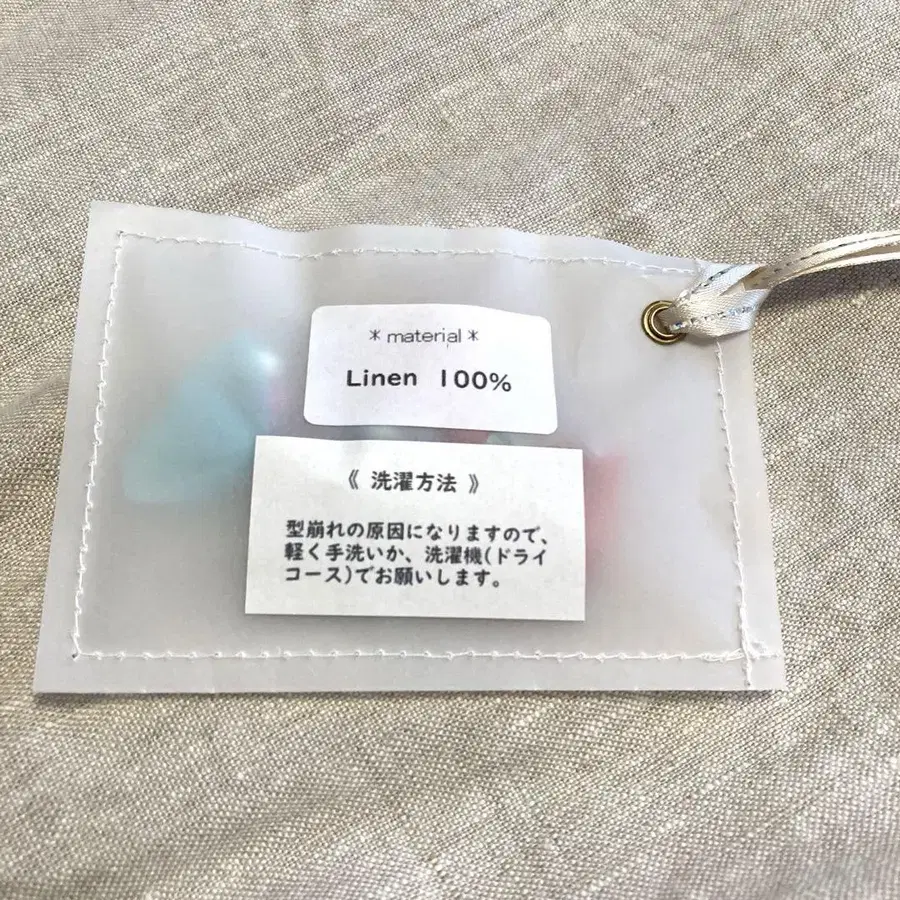 ＊material＊
Linen 100%
《 洗濯方法 》
型崩れの原因になりますので、
軽く手洗いか、洗濯機(ドライ
コース)でお願いします。